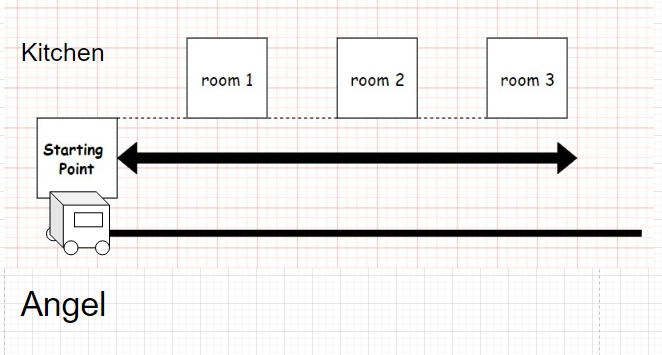 Kitchen
room 1
room 2
room 3
Starting
Point
Angel